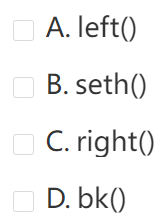 A. left()
B. seth()
C. right()
D. bk()